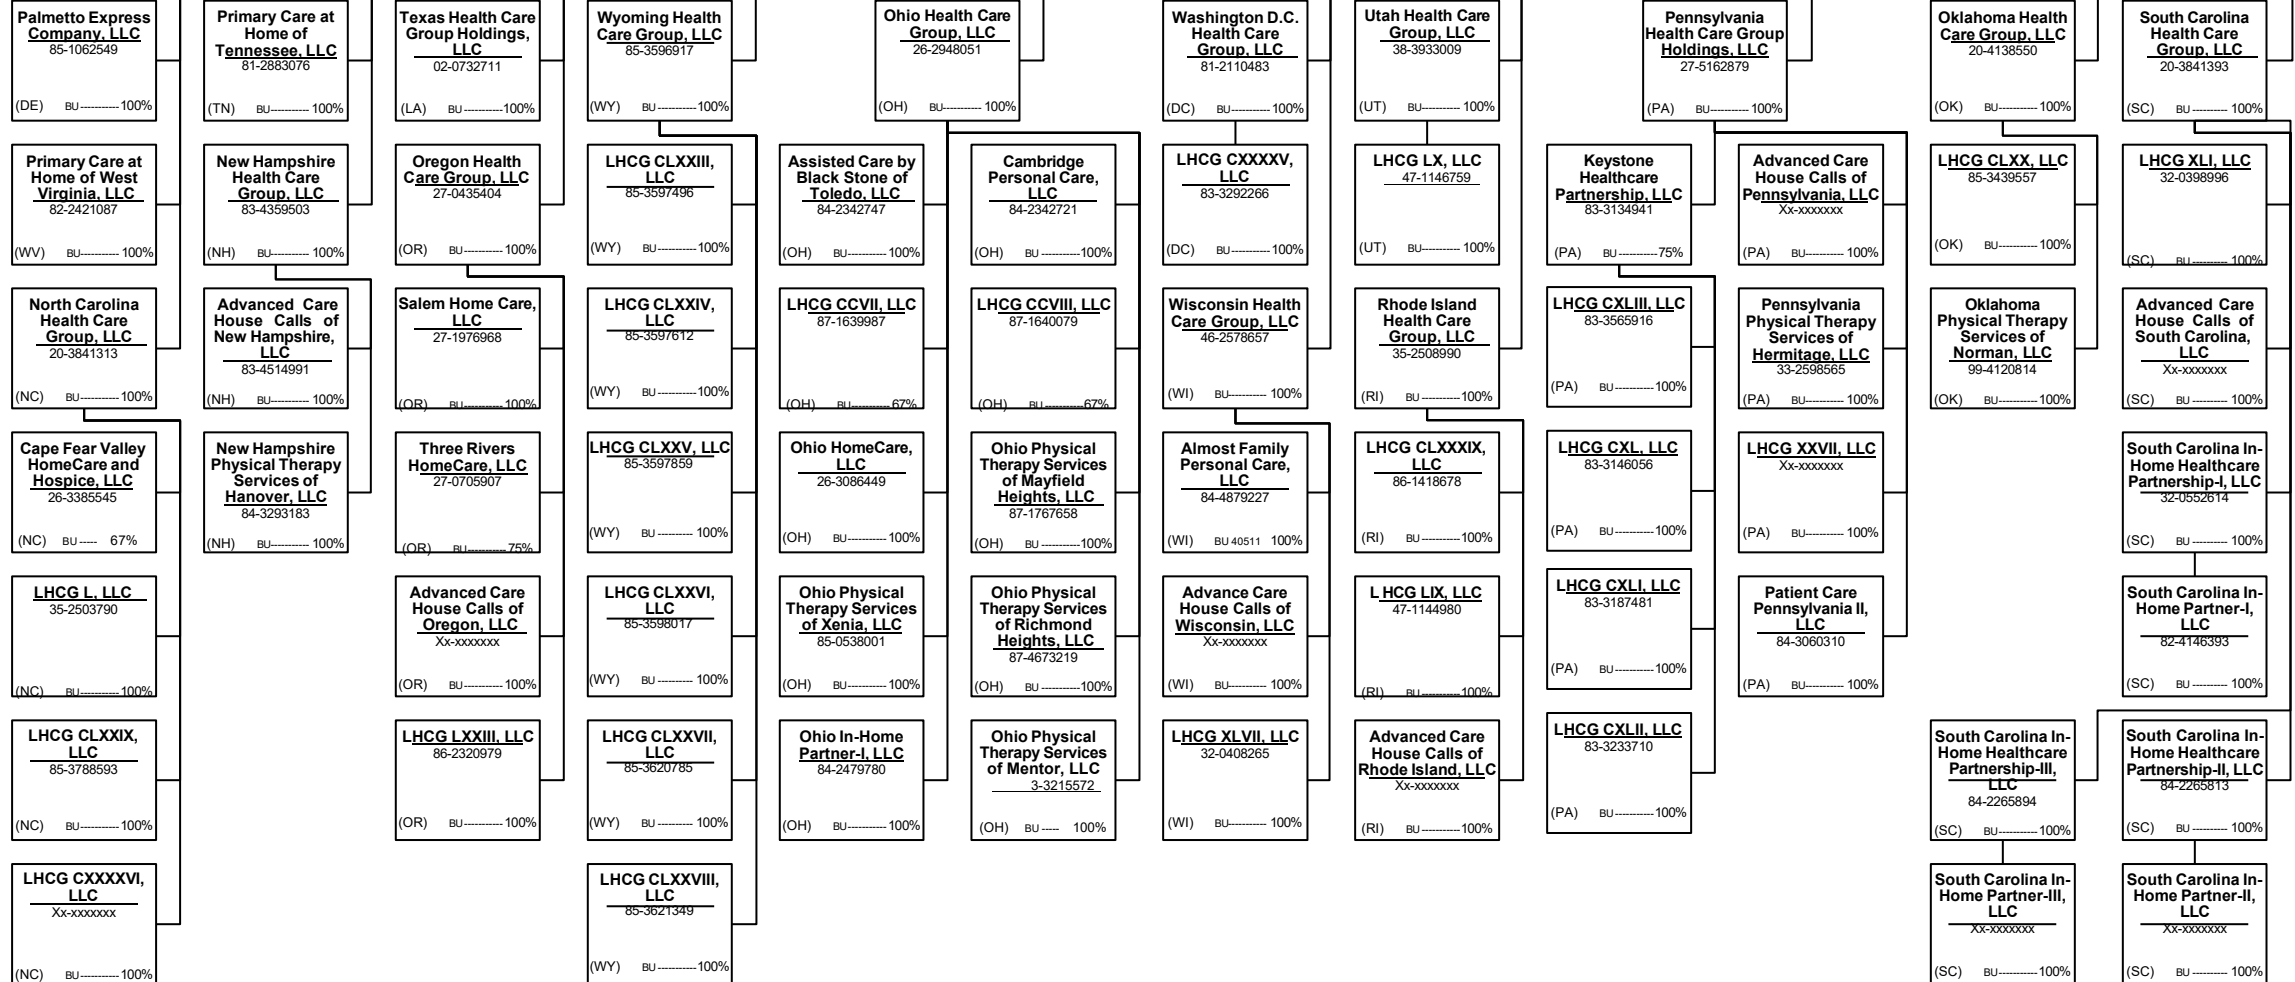 Palmetto Express
Company, LLC
85-1062549
(DE) BU----------- 100%
Primary Care at
Home of
Tennessee, LLC
81-2883076
(TN) BU----------- 100%
Texas Health Care
Group Holdings,
LLC
02-0732711
(LA) BU-----------100%
Wyoming Health
Care Group, LLC
85-3596917
(WY) BU -----------100%
Ohio Health Care
Group, LLC
26-2948051
(OH) BU----------- 100%
Washington D.C.
Health Care
Group, LLC
81-2110483
(DC) BU-----------100%
Utah Health Care
Group, LLC
38-3933009
(UT) BU ----------- 100%
Pennsylvania
Health Care Group
Holdings, LLC
27-5162879
(PA) BU ----------- 100%
Oklahoma Health
Care Group, LLC
20-4138550
(OK) BU-----------100%
South Carolina
Health Care
Group, LLC
20-3841393
(SC) BU ----------- 100%
Primary Care at
Home of West
Virginia, LLC
82-2421087
(WV) BU----------- 100%
New Hampshire
Health Care
Group, LLC
83-4359503
(NH) BU----------- 100%
Oregon Health
Care Group, LLC
27-0435404
(OR) BU----------- 100%
LHCG CLXXIII,
LLC
85-3597496
(WY) BU -----------100%
Assisted Care by
Black Stone of
Toledo, LLC
84-2342747
(OH) BU----------- 100%
Cambridge
Personal Care,
LLC
84-2342721
(OH) BU-----------100%
LHCG CXXXXV,
LLC
83-3292266
(DC) BU-----------100%
LHCG LX, LLC
47-1146759
(UT) BU ----------- 100%
Keystone
Healthcare
Partnership, LLC
83-3134941
(PA) BU -----------75%
Advanced Care
House Calls of
Pennsylvania, LLC
Xx-xxxxxxx
(PA) BU----------- 100%
LHCG CLXX, LLC
85-3439557
(OK) BU-----------100%
LHCG XLI, LLC
32-0398996
(SC) BU ----------- 100%
North Carolina
Health Care
Group, LLC
20-3841313
(NC) BU----------- 100%
Advanced Care
House Calls of
New Hampshire,
LLC
83-4514991
(NH) BU----------- 100%
Salem Home Care,
LLC
27-1976968
(OR) BU-----------100%
LHCG CLXXIV,
LLC
85-3597612
(WY) BU ----------- 100%
LHCG CCVII, LLC
87-1639987
(OH) BU----------- 67%
LHCG CCVIII, LLC
87-1640079
(OH) BU-----------67%
Wisconsin Health
Care Group, LLC
46-2578657
(WI) BU-----------100%
Rhode Island
Health Care
Group, LLC
35-2508990
(RI) BU -----------100%
LHCG CXLIII, LLC
83-3565916
(PA) BU -----------100%
Pennsylvania
Physical Therapy
Services of
Hermitage, LLC
33-2598565
(PA) BU----------- 100%
Oklahoma
Physical Therapy
Services of
Norman, LLC
99-4120814
(OK) BU-----------100%
Advanced Care
House Calls of
South Carolina,
LLC
Xx-xxxxxxx
(SC) BU ----------- 100%
Cape Fear Valley
HomeCare and
Hospice, LLC
26-3385545
(NC) BU ----- 67%
New Hampshire
Physical Therapy
Services of
Hanover, LLC
84-3293183
(NH) BU----------- 100%
Three Rivers
HomeCare, LLC
27-0705907
(OR) BU-----------75%
LHCG CLXXV, LLC
85-3597859
(WY) BU ----------- 100%
Ohio HomeCare,
LLC
26-3086449
(OH) BU----------- 100%
Ohio Physical
Therapy Services
of Mayfield
Heights, LLC
87-1767658
(OH) BU-----------100%
Almost Family
Personal Care,
LLC
84-4879227
(WI) BU 40511 100%
LHCG CLXXXIX,
LLC
86-1418678
(RI) BU -----------100%
LHCG CXL, LLC
83-3146056
(PA) BU -----------100%
LHCG XXVII, LLC
Xx-xxxxxxx
(PA) BU----------- 100%
South Carolina In-
Home Healthcare
Partnership-I, LLC
32-0552614
(SC) BU ----------- 100%
LHCG L, LLC
35-2503790
(NC) BU----------- 100%
Advanced Care
House Calls of
Oregon, LLC
Xx-xxxxxxx
(OR) BU-----------100%
LHCG CLXXVI,
LLC
85-3598017
(WY) BU ----------- 100%
Ohio Physical
Therapy Services
of Xenia, LLC
85-0538001
(OH) BU----------- 100%
Ohio Physical
Therapy Services
of Richmond
Heights, LLC
87-4673219
(OH) BU-----------100%
Advance Care
House Calls of
Wisconsin, LLC
Xx-xxxxxxx
(WI) BU----------- 100%
LHCG LIX, LLC
47-1144980
(RI) BU -----------100%
LHCG CXLI, LLC
83-3187481
(PA) BU -----------100%
Patient Care
Pennsylvania II,
LLC
84-3060310
(PA) BU----------- 100%
South Carolina In-
Home Partner-I,
LLC
82-4146393
(SC) BU ----------- 100%
LHCG CLXXIX,
LLC
85-3788593
(NC) BU----------- 100%
LHCG LXXIII, LLC
86-2320979
(OR) BU-----------100%
LHCG CLXXVII,
LLC
85-3620785
(WY) BU -----------100%
Ohio In-Home
Partner-I, LLC
84-2479780
(OH) BU----------- 100%
Ohio Physical
Therapy Services
of Mentor, LLC
3-3215572
(OH) BU ----- 100%
LHCG XLVII, LLC
32-0408265
(WI) BU----------- 100%
Advanced Care
House Calls of
Rhode Island, LLC
Xx-xxxxxxx
(RI) BU -----------100%
LHCG CXLII, LLC
83-3233710
(PA) BU -----------100%
South Carolina In-
Home Healthcare
Partnership-III,
LLC
84-2265894
(SC) BU-----------100%
South Carolina In-
Home Healthcare
Partnership-II, LLC
84-2265813
(SC) BU ----------- 100%
LHCG CXXXXVI,
LLC
Xx-xxxxxxx
(NC) BU----------- 100%
LHCG CLXXVIII,
LLC
85-3621349
(WY) BU -----------100%
South Carolina In-
Home Partner-III,
LLC
Xx-xxxxxxx
(SC) BU-----------100%
South Carolina In-
Home Partner-II,
LLC
Xx-xxxxxxx
(SC) BU ----------- 100%